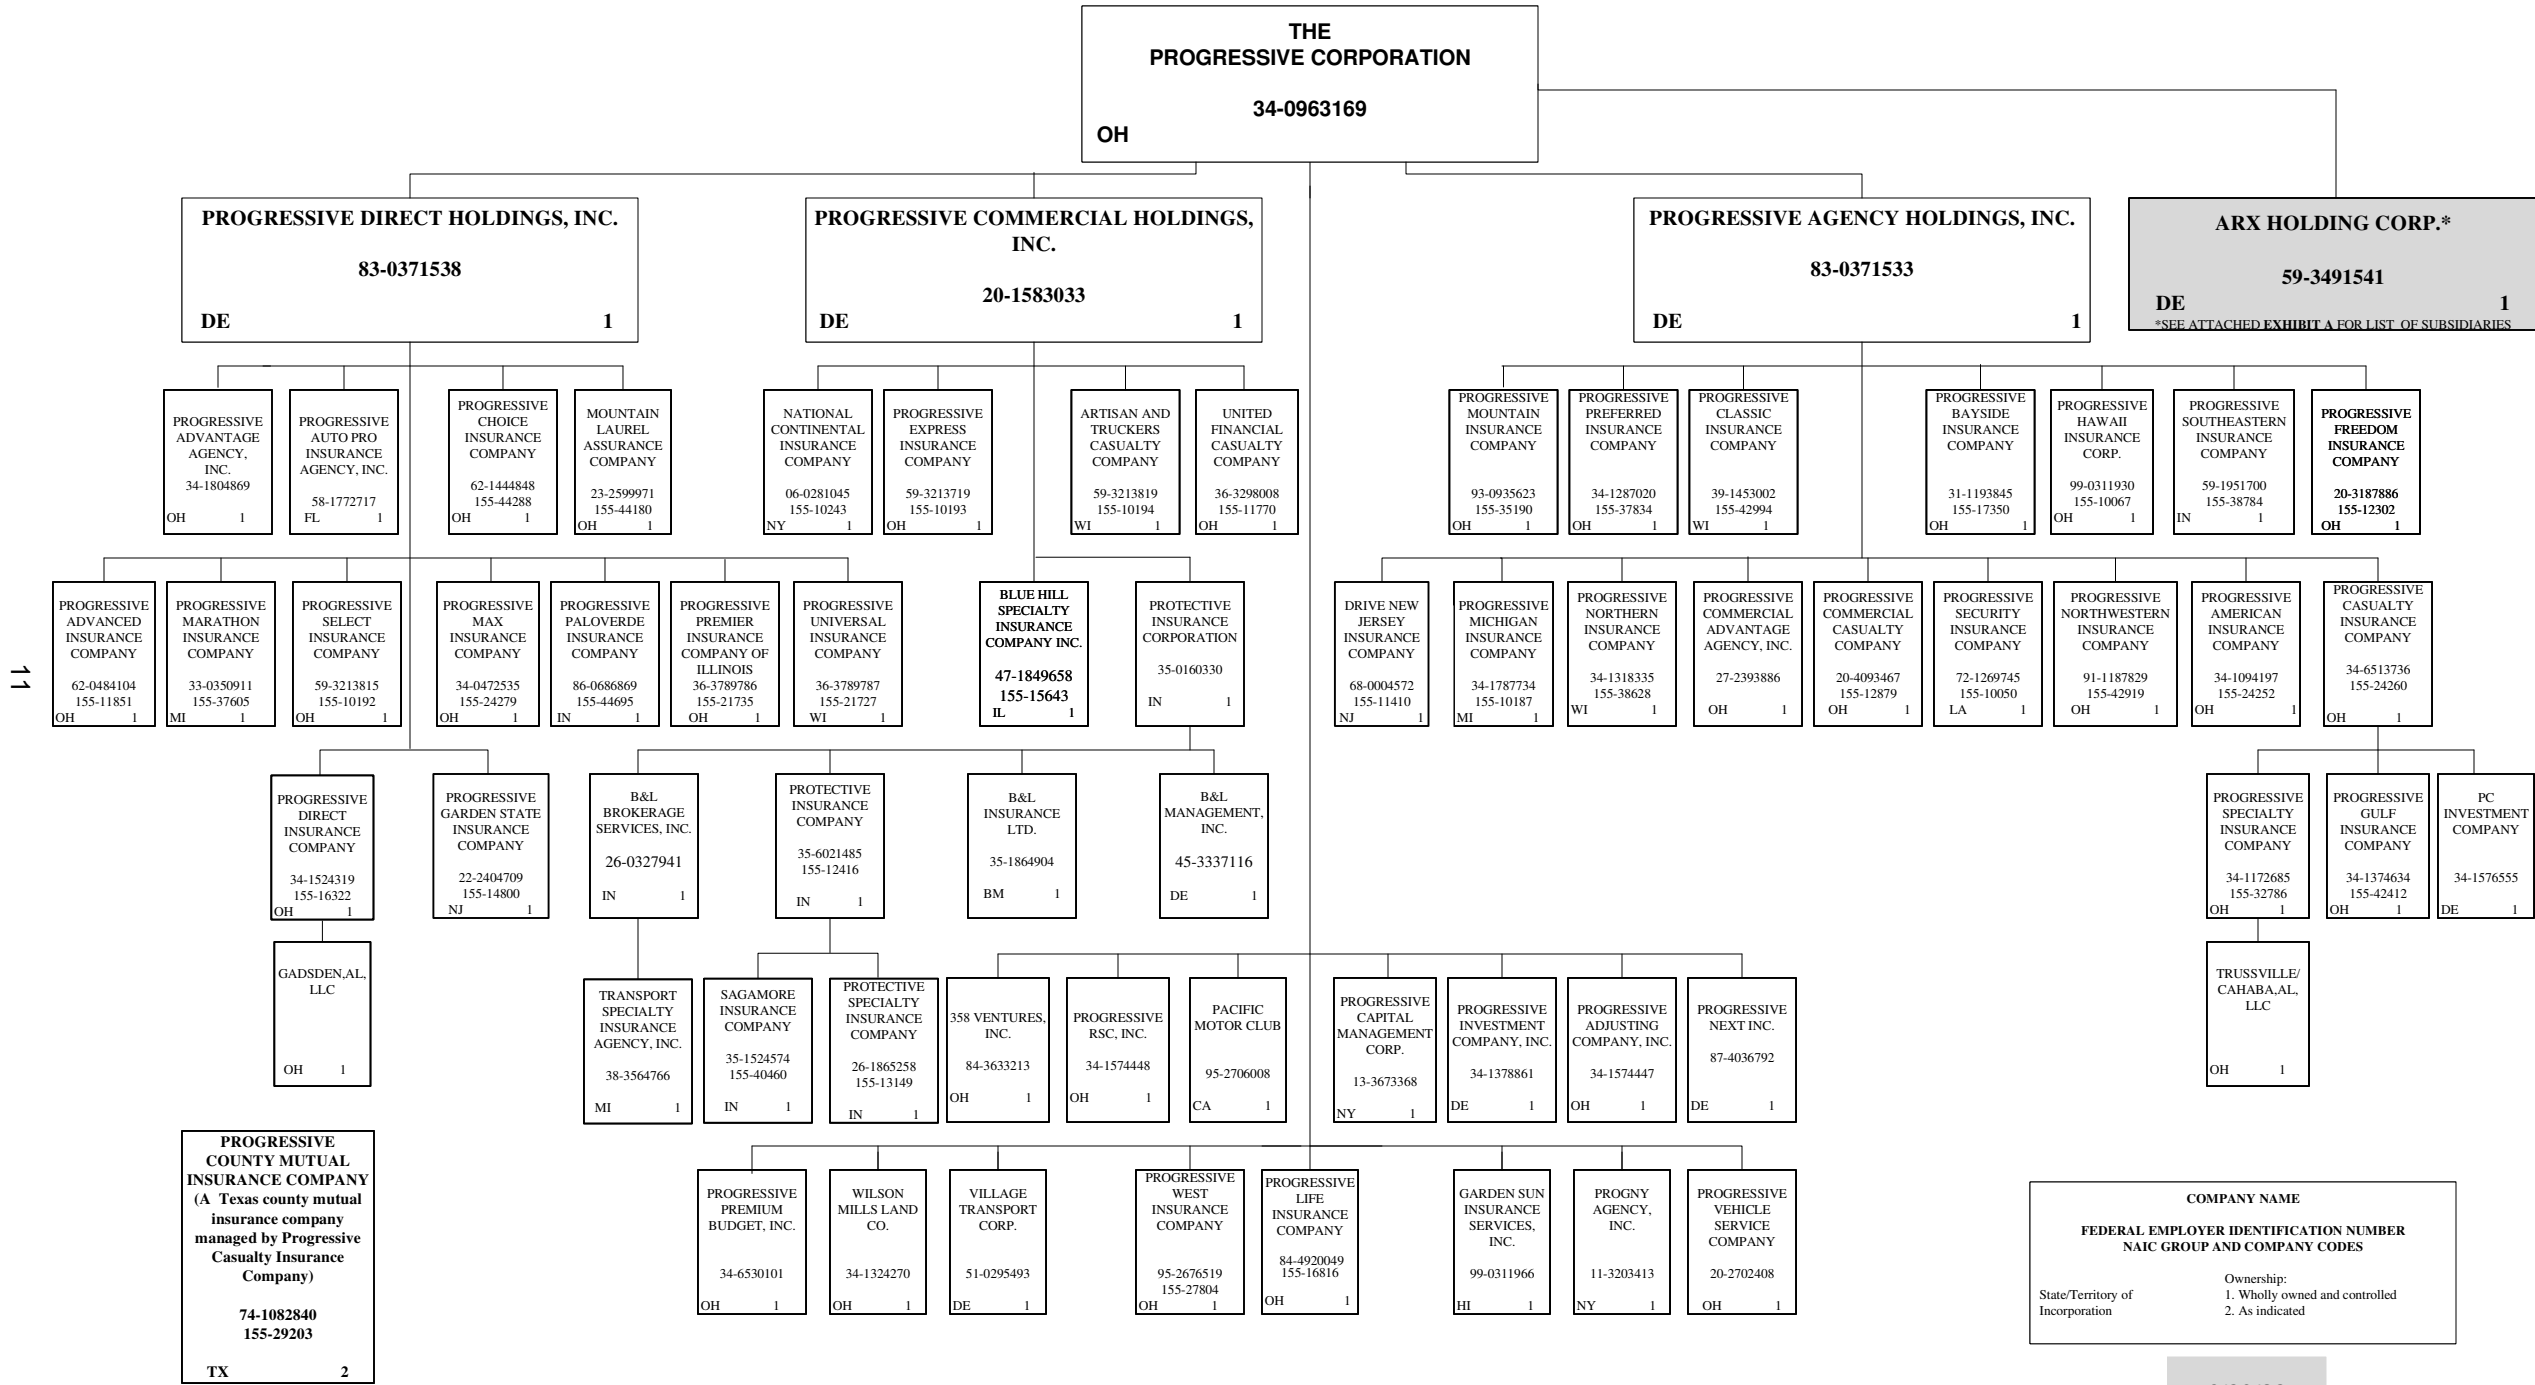 THE
PROGRESSIVE CORPORATION
34-0963169
OH
PROGRESSIVE DIRECT HOLDINGS, INC.
83-0371538
DE 1
PROGRESSIVE COMMERCIAL HOLDINGS,
INC.
20-1583033
DE 1
PROGRESSIVE AGENCY HOLDINGS, INC.
83-0371533
DE 1
ARX HOLDING CORP.*
59-3491541
DE 1
*SEE ATTACHED EXHIBIT A FOR LIST OF SUBSIDIARIES
PROGRESSIVE
ADVANTAGE
AGENCY,
INC.
34-1804869
OH 1
PROGRESSIVE
AUTO PRO
INSURANCE
AGENCY, INC.
58-1772717
FL 1
PROGRESSIVE
CHOICE
INSURANCE
COMPANY
62-1444848
155-44288
OH 1
MOUNTAIN
LAUREL
ASSURANCE
COMPANY
23-2599971
155-44180
OH 1
NATIONAL
CONTINENTAL
INSURANCE
COMPANY
06-0281045
155-10243
NY 1
PROGRESSIVE
EXPRESS
INSURANCE
COMPANY
59-3213719
155-10193
OH 1
ARTISAN AND
TRUCKERS
CASUALTY
COMPANY
59-3213819
155-10194
WI 1
UNITED
FINANCIAL
CASUALTY
COMPANY
36-3298008
155-11770
OH 1
PROGRESSIVE
MOUNTAIN
INSURANCE
COMPANY
93-0935623
155-35190
OH 1
PROGRESSIVE
PREFERRED
INSURANCE
COMPANY
34-1287020
155-37834
OH 1
PROGRESSIVE
CLASSIC
INSURANCE
COMPANY
39-1453002
155-42994
WI 1
PROGRESSIVE
BAYSIDE
INSURANCE
COMPANY
31-1193845
155-17350
OH 1
PROGRESSIVE
HAWAII
INSURANCE
CORP.
99-0311930
155-10067
OH 1
PROGRESSIVE
SOUTHEASTERN
INSURANCE
COMPANY
59-1951700
155-38784
IN 1
PROGRESSIVE
FREEDOM
INSURANCE
COMPANY
20-3187886
155-12302
OH 1
PROGRESSIVE
ADVANCED
INSURANCE
COMPANY
62-0484104
155-11851
OH 1
PROGRESSIVE
MARATHON
INSURANCE
COMPANY
33-0350911
155-37605
MI 1
PROGRESSIVE
SELECT
INSURANCE
COMPANY
59-3213815
155-10192
OH 1
PROGRESSIVE
MAX
INSURANCE
COMPANY
34-0472535
155-24279
OH 1
PROGRESSIVE
PALOVERDE
INSURANCE
COMPANY
86-0686869
155-44695
IN 1
PROGRESSIVE
PREMIER
INSURANCE
COMPANY OF
ILLINOIS
36-3789786
155-21735
OH 1
PROGRESSIVE
UNIVERSAL
INSURANCE
COMPANY
36-3789787
155-21727
WI 1
BLUE HILL
SPECIALTY
INSURANCE
COMPANY INC.
47-1849658
155-15643
IL 1
PROTECTIVE
INSURANCE
CORPORATION
35-0160330
IN 1
DRIVE NEW
JERSEY
INSURANCE
COMPANY
68-0004572
155-11410
NJ 1
PROGRESSIVE
MICHIGAN
INSURANCE
COMPANY
34-1787734
155-10187
MI 1
PROGRESSIVE
NORTHERN
INSURANCE
COMPANY
34-1318335
155-38628
WI 1
PROGRESSIVE
COMMERCIAL
ADVANTAGE
AGENCY, INC.
27-2393886
OH 1
PROGRESSIVE
COMMERCIAL
CASUALTY
COMPANY
20-4093467
155-12879
OH 1
PROGRESSIVE
SECURITY
INSURANCE
COMPANY
72-1269745
155-10050
LA 1
PROGRESSIVE
NORTHWESTERN
INSURANCE
COMPANY
91-1187829
155-42919
OH 1
PROGRESSIVE
AMERICAN
INSURANCE
COMPANY
34-1094197
155-24252
OH 1
PROGRESSIVE
CASUALTY
INSURANCE
COMPANY
34-6513736
155-24260
OH 1
11
PROGRESSIVE
DIRECT
INSURANCE
COMPANY
34-1524319
155-16322
OH 1
PROGRESSIVE
GARDEN STATE
INSURANCE
COMPANY
22-2404709
155-14800
NJ 1
B&L
BROKERAGE
SERVICES, INC.
26-0327941
IN 1
PROTECTIVE
INSURANCE
COMPANY
35-6021485
155-12416
IN 1
B&L
INSURANCE
LTD.
35-1864904
BM 1
B&L
MANAGEMENT,
INC.
45-3337116
DE 1
PROGRESSIVE
SPECIALTY
INSURANCE
COMPANY
34-1172685
155-32786
OH 1
PROGRESSIVE
GULF
INSURANCE
COMPANY
34-1374634
155-42412
OH 1
PC
INVESTMENT
COMPANY
34-1576555
DE 1
GADSDEN,AL,
LLC
OH 1
TRANSPORT
SPECIALTY
INSURANCE
AGENCY, INC.
38-3564766
MI 1
SAGAMORE
INSURANCE
COMPANY
35-1524574
155-40460
IN 1
PROTECTIVE
SPECIALTY
INSURANCE
COMPANY
26-1865258
155-13149
IN 1
358 VENTURES,
INC.
84-3633213
OH 1
PROGRESSIVE
RSC, INC.
34-1574448
OH 1
PACIFIC
MOTOR CLUB
95-2706008
CA 1
PROGRESSIVE
CAPITAL
MANAGEMENT
CORP.
13-3673368
NY 1
PROGRESSIVE
INVESTMENT
COMPANY, INC.
34-1378861
DE 1
PROGRESSIVE
ADJUSTING
COMPANY, INC.
34-1574447
OH 1
PROGRESSIVE
NEXT INC.
87-4036792
DE 1
TRUSSVILLE/
CAHABA,AL,
LLC
OH 1
PROGRESSIVE
COUNTY MUTUAL
INSURANCE COMPANY
(A Texas county mutual
insurance company
managed by Progressive
Casualty Insurance
Company)
74-1082840
155-29203
TX 2
PROGRESSIVE
PREMIUM
BUDGET, INC.
34-6530101
OH 1
WILSON
MILLS LAND
CO.
34-1324270
OH 1
VILLAGE
TRANSPORT
CORP.
51-0295493
DE 1
PROGRESSIVE
WEST
INSURANCE
COMPANY
95-2676519
155-27804
OH 1
PROGRESSIVE
LIFE
INSURANCE
COMPANY
84-4920049
155-16816
OH 1
GARDEN SUN
INSURANCE
SERVICES,
INC.
99-0311966
HI 1
PROGNY
AGENCY,
INC.
11-3203413
NY 1
PROGRESSIVE
VEHICLE
SERVICE
COMPANY
20-2702408
OH 1
COMPANY NAME
FEDERAL EMPLOYER IDENTIFICATION NUMBER
NAIC GROUP AND COMPANY CODES
Ownership:
State/Territory of 1. Wholly owned and controlled
Incorporation 2. As indicated